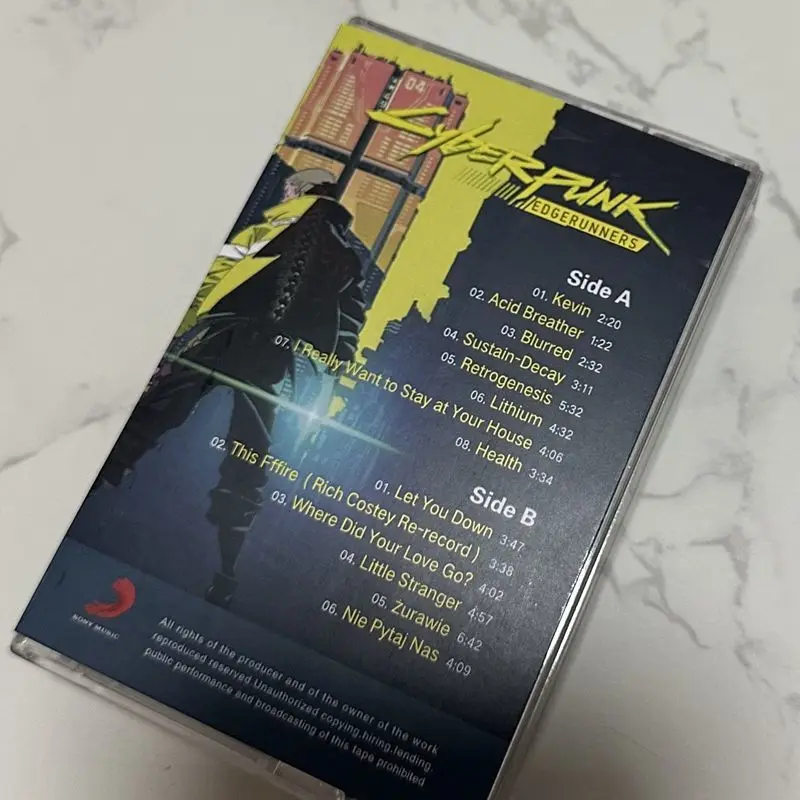 04
CYBERPUNK
EDGERUNNERS
Side A
01. Kevin 2:20
02. Acid Breather 1:22
03. Blurred 2:32
04. Sustain-Decay 3:11
05. Retrogenesis 5:32
06. Lithium 4:32
07. I Really Want to Stay at Your House 4:06
08. Health 3:34
Side B
01. Let You Down 3:47
02. This Fffire ( Rich Costey Re-record ) 3:38
03. Where Did Your Love Go? 4:02
04. Little Stranger 4:57
05. Żurawie 6:42
06. Nie Pytaj Nas 4:09
SONY MUSIC
All rights of the producer and of the owner of the work
reproduced reserved Unauthorized copying.hiring.lending.
public performance and broadcasting of this tape prohibited